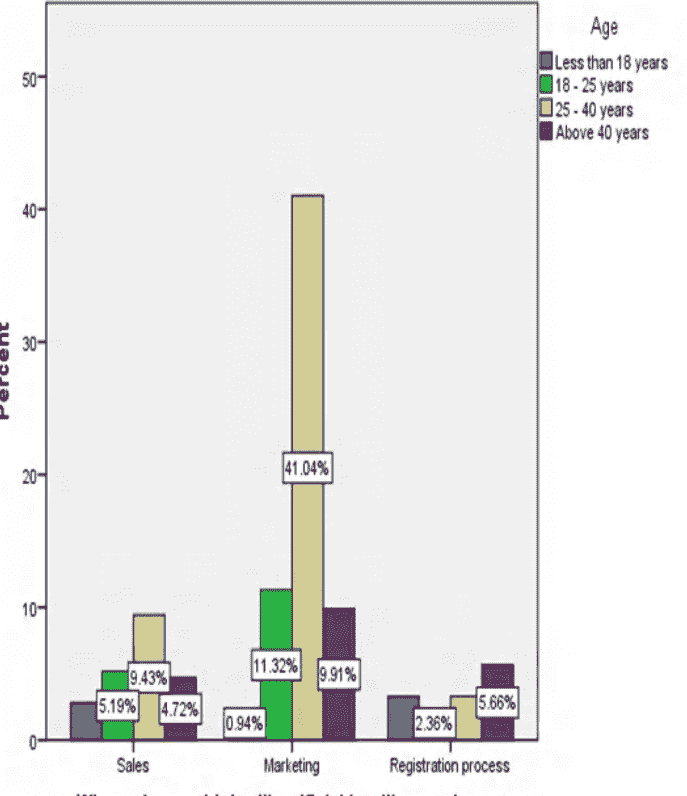 Age
Less than 18 years
18 - 25 years
25 - 40 years
Above 40 years
50
40
30
20
10
0
Percent
41.04%
11.32%
9.91%
9.43%
5.19%
4.72%
0.94%
2.36%
5.66%
Sales
Marketing
Registration process